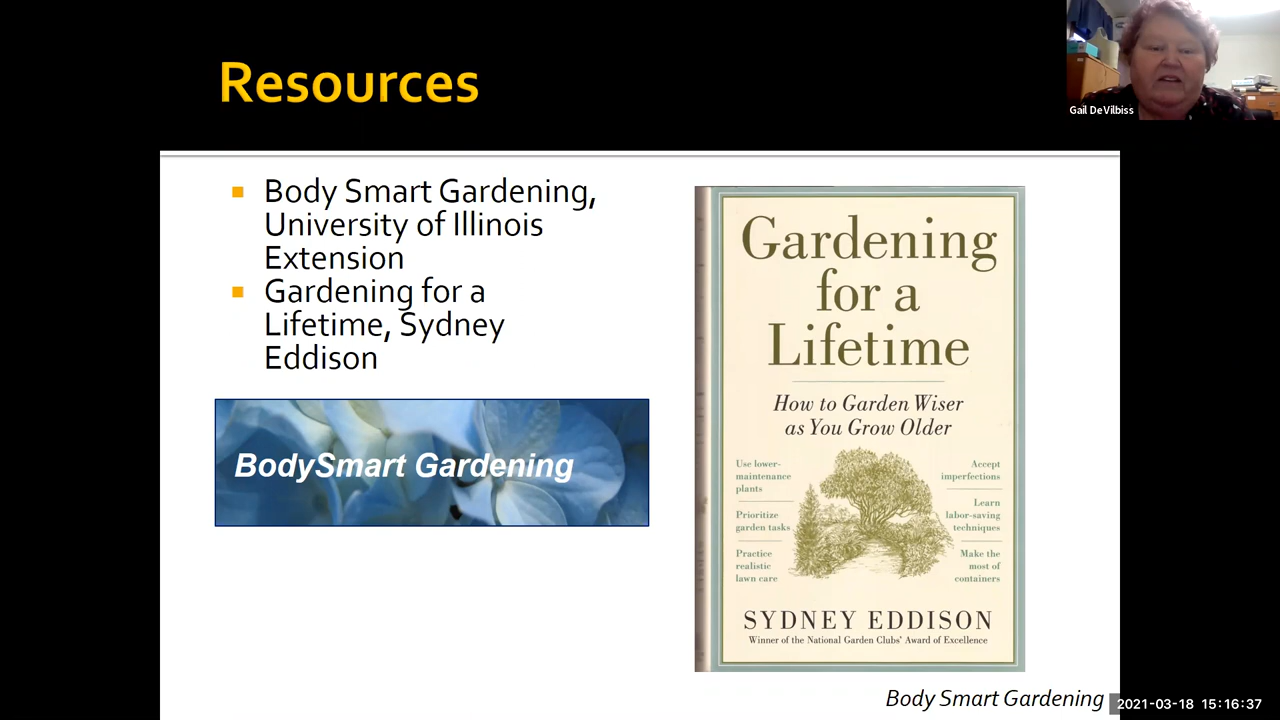 Resources
Gail DeVilbiss
Body Smart Gardening,
University of Illinois
Extension
Gardening for a
Lifetime, Sydney
Eddison
BodySmart Gardening
Gardening
for a
Lifetime
How to Garden Wiser
as You Grow Older
Use lower-
maintenance
plants
Prioritize
garden tasks
Practice
realistic
lawn care
Accept
imperfections
Learn
labor-saving
techniques
Make the
most of
containers
SYDNEY EDDISON
Winner of the National Garden Clubs' Award of Excellence
Body Smart Gardening
2021-03-18 15:16:37